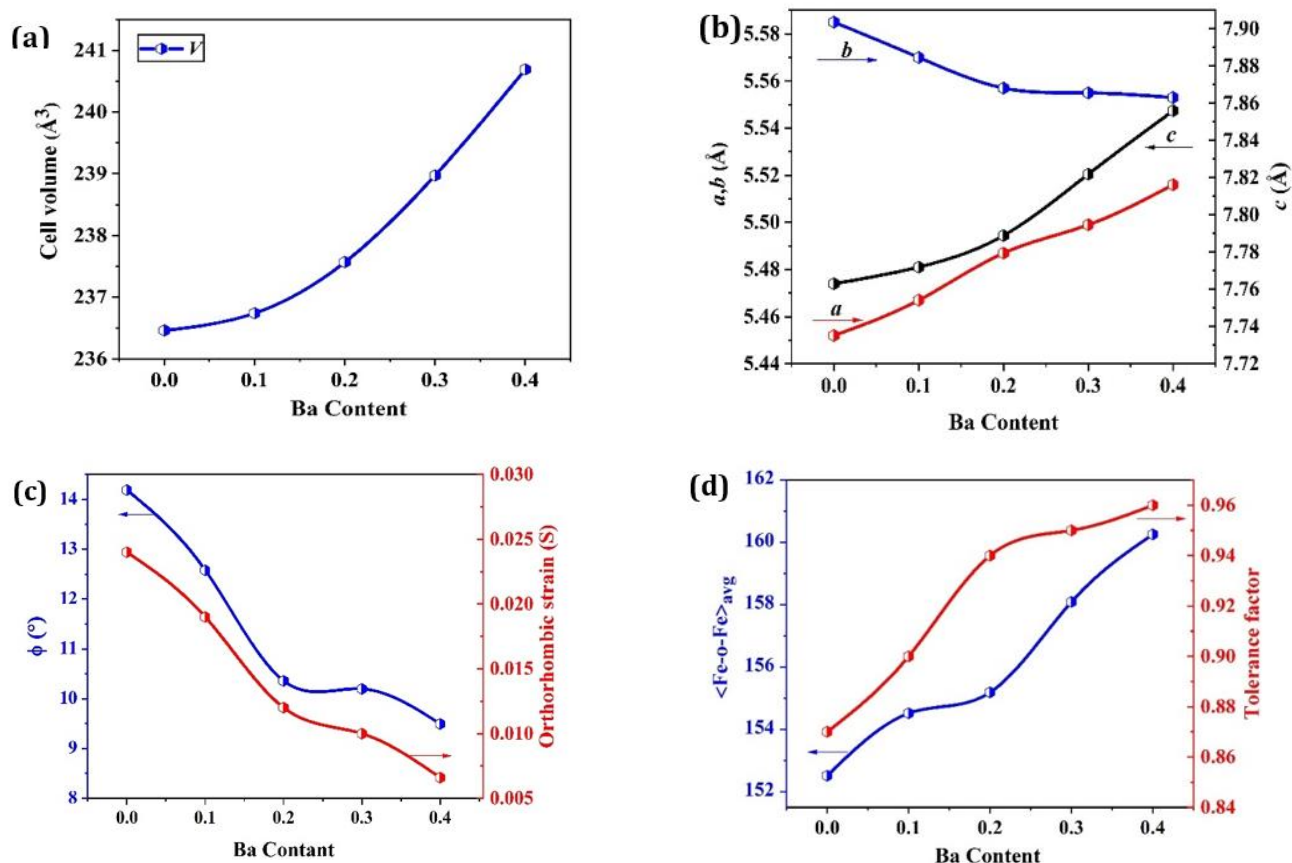 (a)
V
Cell volume (Å3)
241
240
239
238
237
236
0.0 0.1 0.2 0.3 0.4
Ba Content
(b)
b
c
a
a,b (Å)
5.58
5.56
5.54
5.52
5.50
5.48
5.46
5.44
c (Å)
7.90
7.88
7.86
7.84
7.82
7.80
7.78
7.76
7.74
7.72
0.0 0.1 0.2 0.3 0.4
Ba Content
(c)
ϕ (°)
14
13
12
11
10
9
8
Orthorhombic strain (S)
0.030
0.025
0.020
0.015
0.010
0.005
0.0 0.1 0.2 0.3 0.4
Ba Contant
(d)
<Fe-o-Fe>avg
162
160
158
156
154
152
Tolerance factor
0.96
0.94
0.92
0.90
0.88
0.86
0.84
0.0 0.1 0.2 0.3 0.4
Ba Content